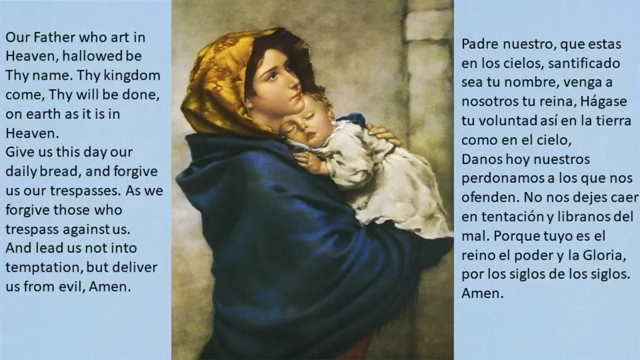 Our Father who art in
Heaven, hallowed be
Thy name. Thy kingdom
come, Thy will be done,
on earth as it is in
Heaven.
Give us this day our
daily bread, and forgive
us our trespasses. As we
forgive those who
trespass against us.
And lead us not into
temptation, but deliver
us from evil, Amen.
Padre nuestro, que estas
en los cielos, santificado
sea tu nombre, venga a
nosotros tu reina, Hágase
tu voluntad así en la tierra
como en el cielo,
Danos hoy nuestros
perdonamos a los que nos
ofenden. No nos dejes caer
en tentación y libranos del
mal. Porque tuyo es el
reino el poder y la Gloria,
por los siglos de los siglos.
Amen.